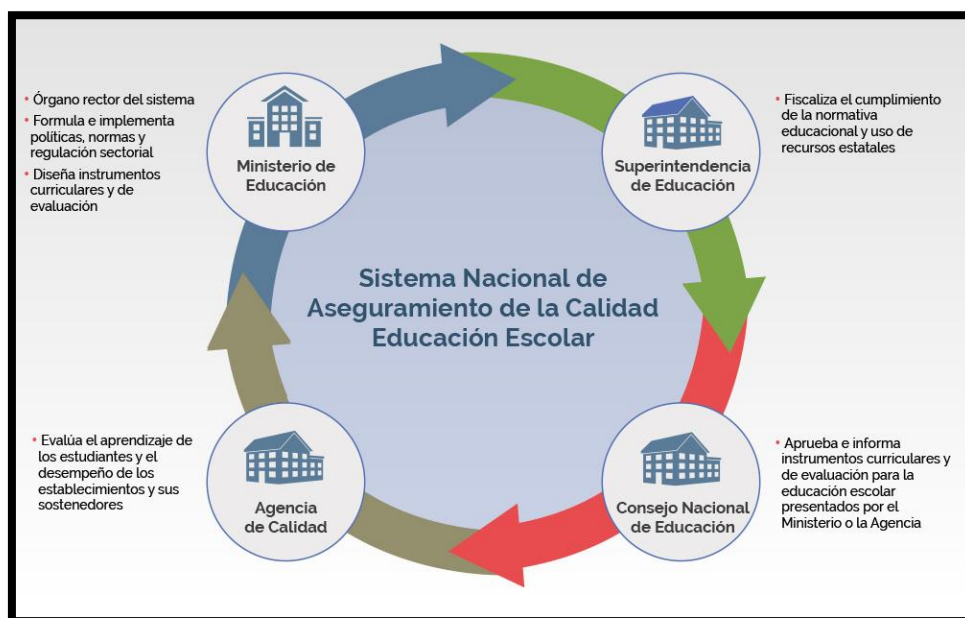 • Órgano rector del sistema
• Formula e implementa
políticas, normas y
regulación sectorial
• Diseña instrumentos
curriculares y de
evaluación
Ministerio de
Educación
Superintendencia
de Educación
• Fiscaliza el cumplimiento
de la normativa
educacional y uso de
recursos estatales
Sistema Nacional de
Aseguramiento de la Calidad
Educación Escolar
• Evalúa el aprendizaje de
los estudiantes y el
desempeño de los
establecimientos y sus
sostenedores
Agencia
de Calidad
Consejo Nacional
de Educación
• Aprueba e informa
instrumentos curriculares y
de evaluación para la
educación escolar
presentados por el
Ministerio o la Agencia